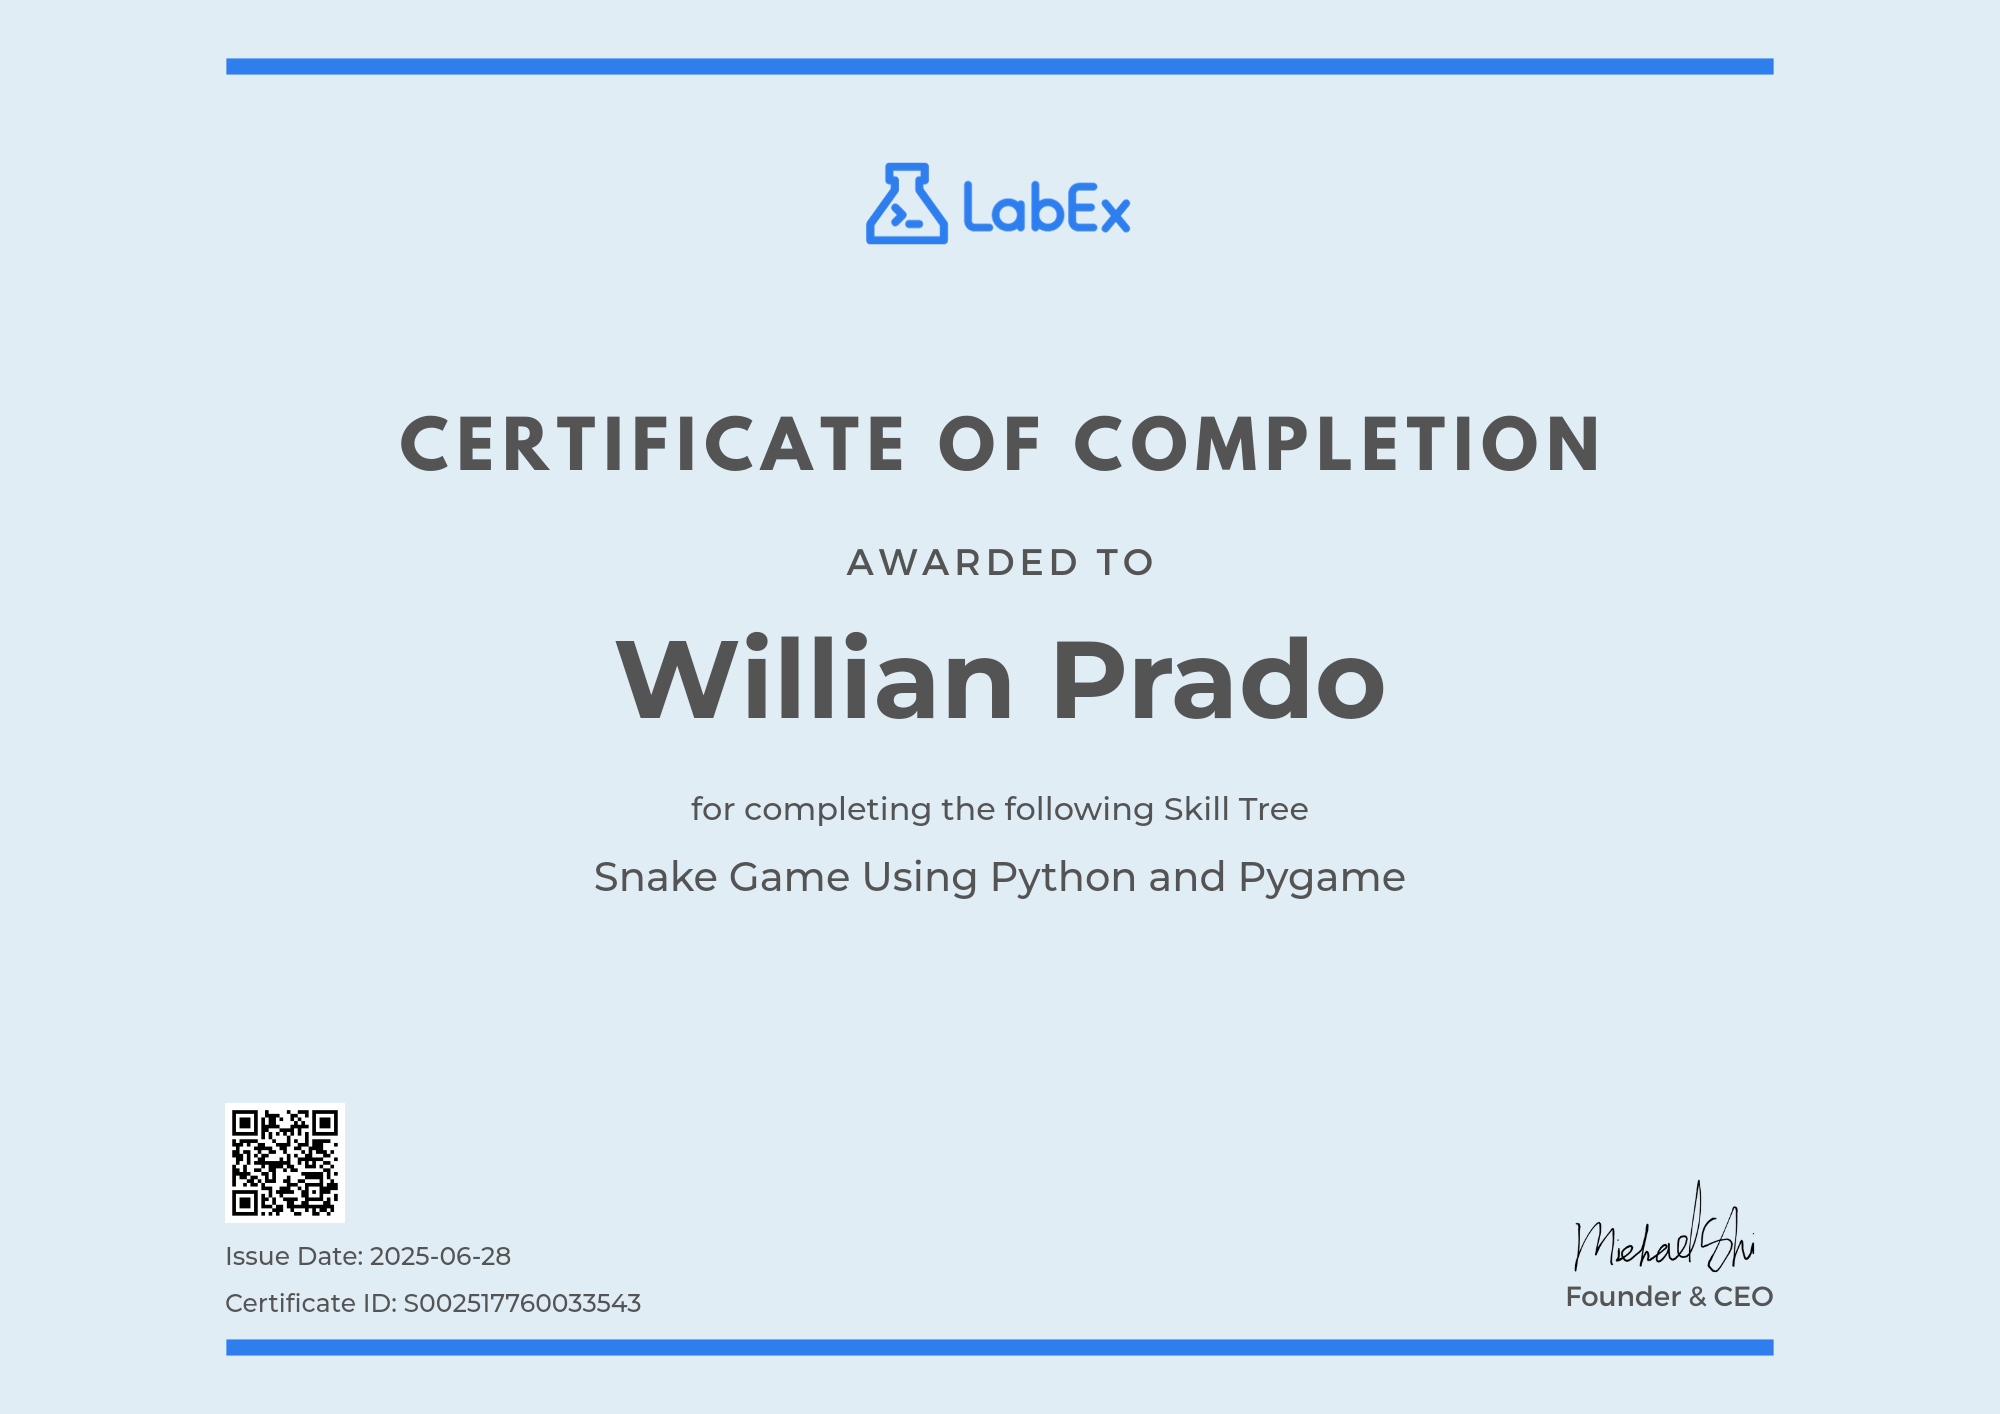 LabEx
CERTIFICATE OF COMPLETION
AWARDED TO
Willian Prado
for completing the following Skill Tree
Snake Game Using Python and Pygame
Issue Date: 2025-06-28
Certificate ID: S002517760033543
Michael Shi
Founder & CEO